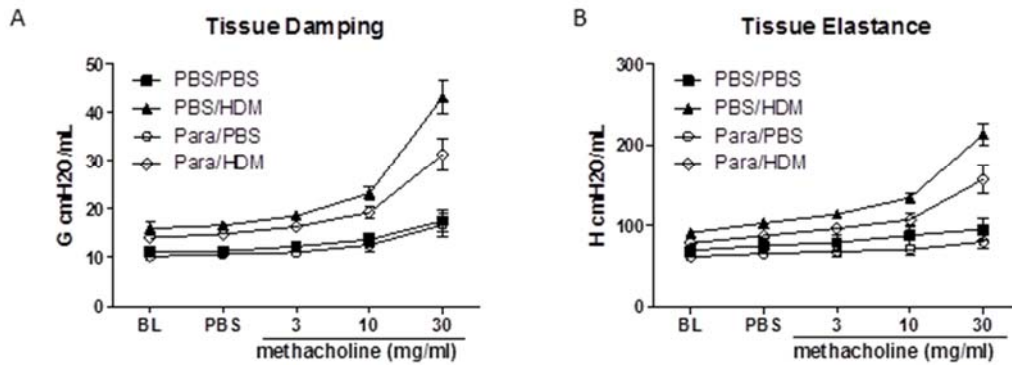 A
Tissue Damping
G cmH2O/mL
50
40
30
20
10
0
PBS/PBS
PBS/HDM
Para/PBS
Para/HDM
BL PBS 3 10 30
methacholine (mg/ml)
B
Tissue Elastance
H cmH2O/mL
300
200
100
0
PBS/PBS
PBS/HDM
Para/PBS
Para/HDM
BL PBS 3 10 30
methacholine (mg/ml)